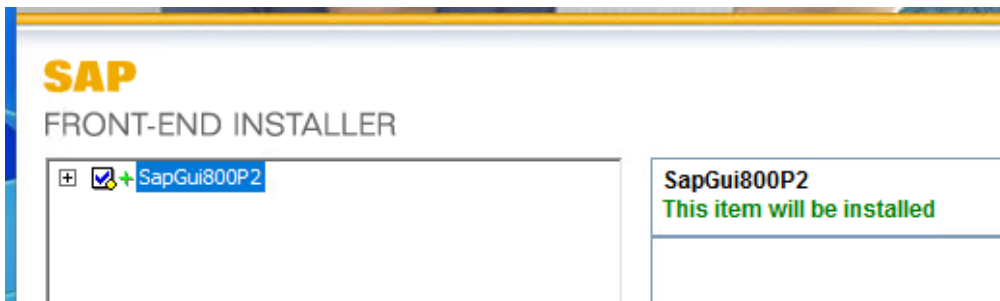 SAP
FRONT-END INSTALLER
SapGui800P2
SapGui800P2
This item will be installed